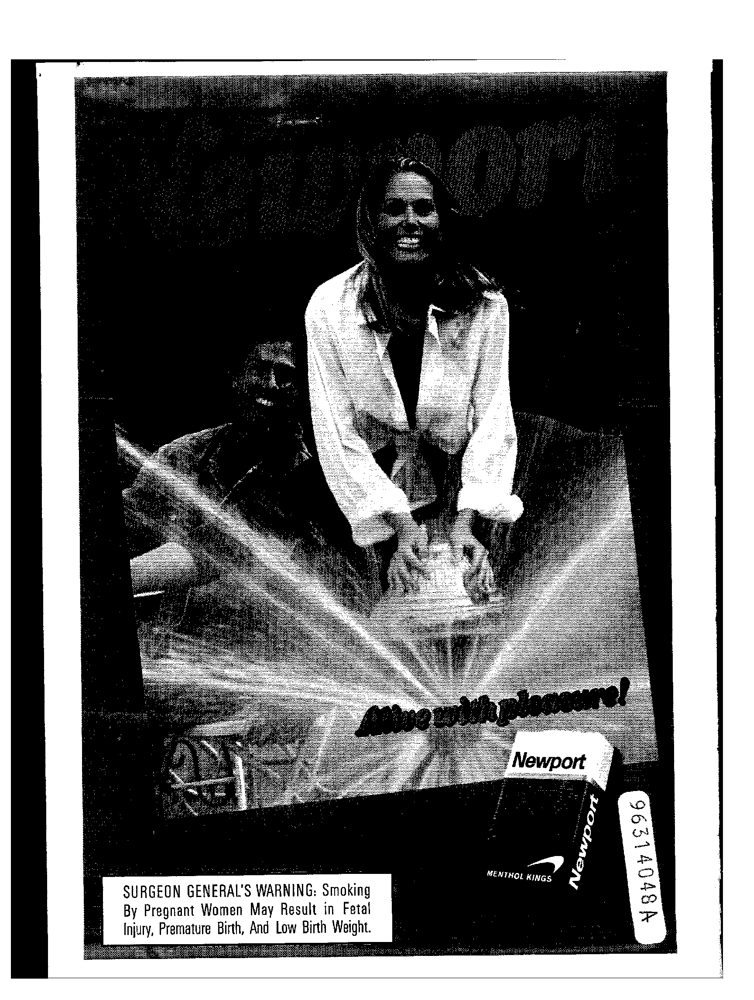 Newport
Alive with pleasure!
Newport
Newport
MENTHOL KINGS
96314048A
SURGEON GENERAL'S WARNING: Smoking
By Pregnant Women May Result in Fetal
Injury, Premature Birth, And Low Birth Weight.